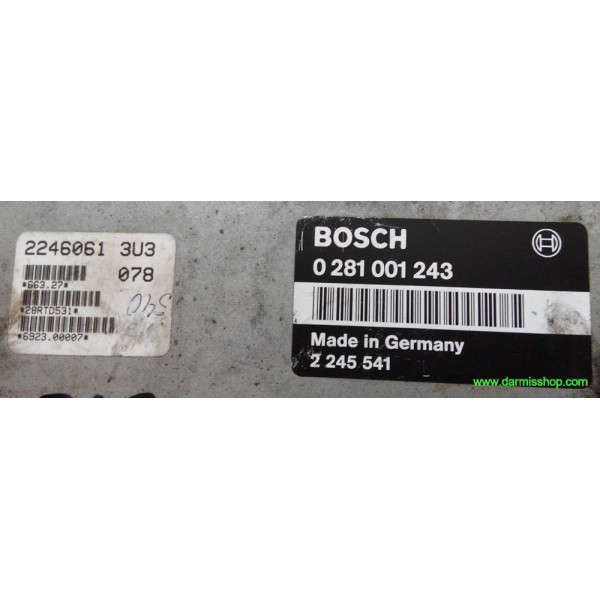 2246061 3U3
078
*663.27*
540
*28RTD531*
*6923.00007*
BOSCH
0 281 001 243
Made in Germany
2 245 541
www.darmisshop.com